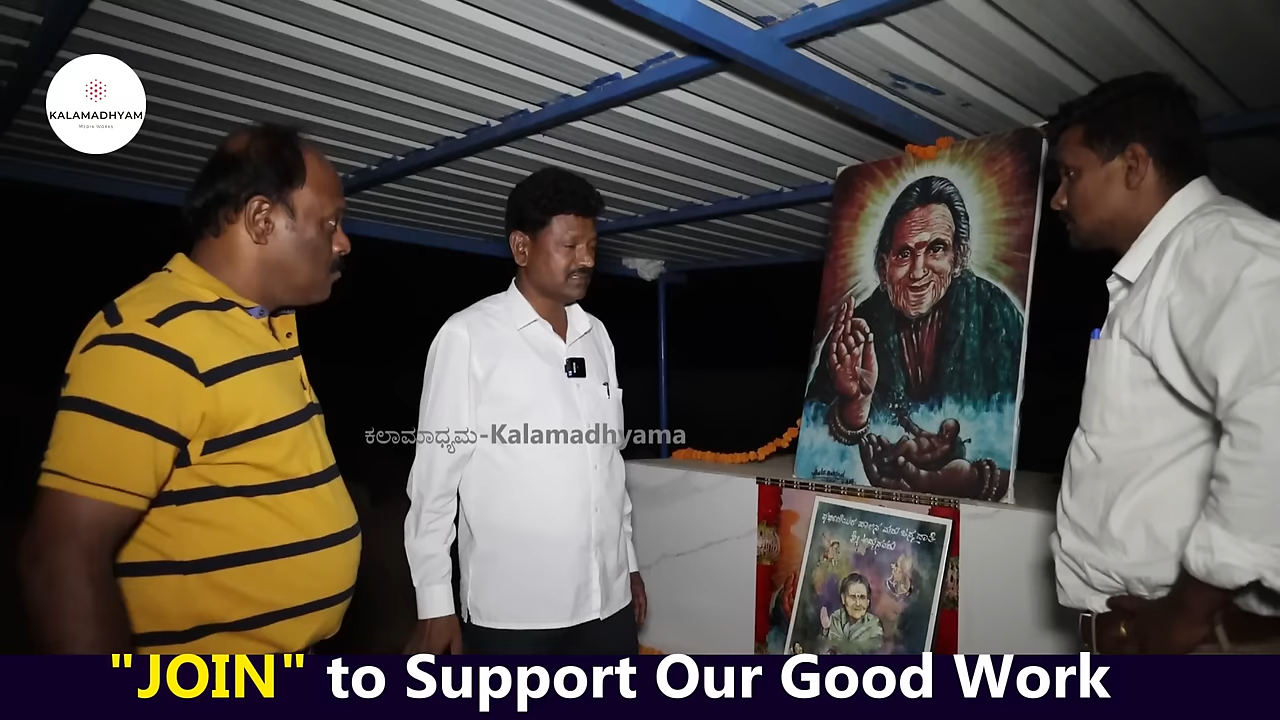 KALAMADHYAM
MEDIA WORKS
ಕಲಾಮಾಧ್ಯಮ-Kalamadhyama
"JOIN" to Support Our Good Work